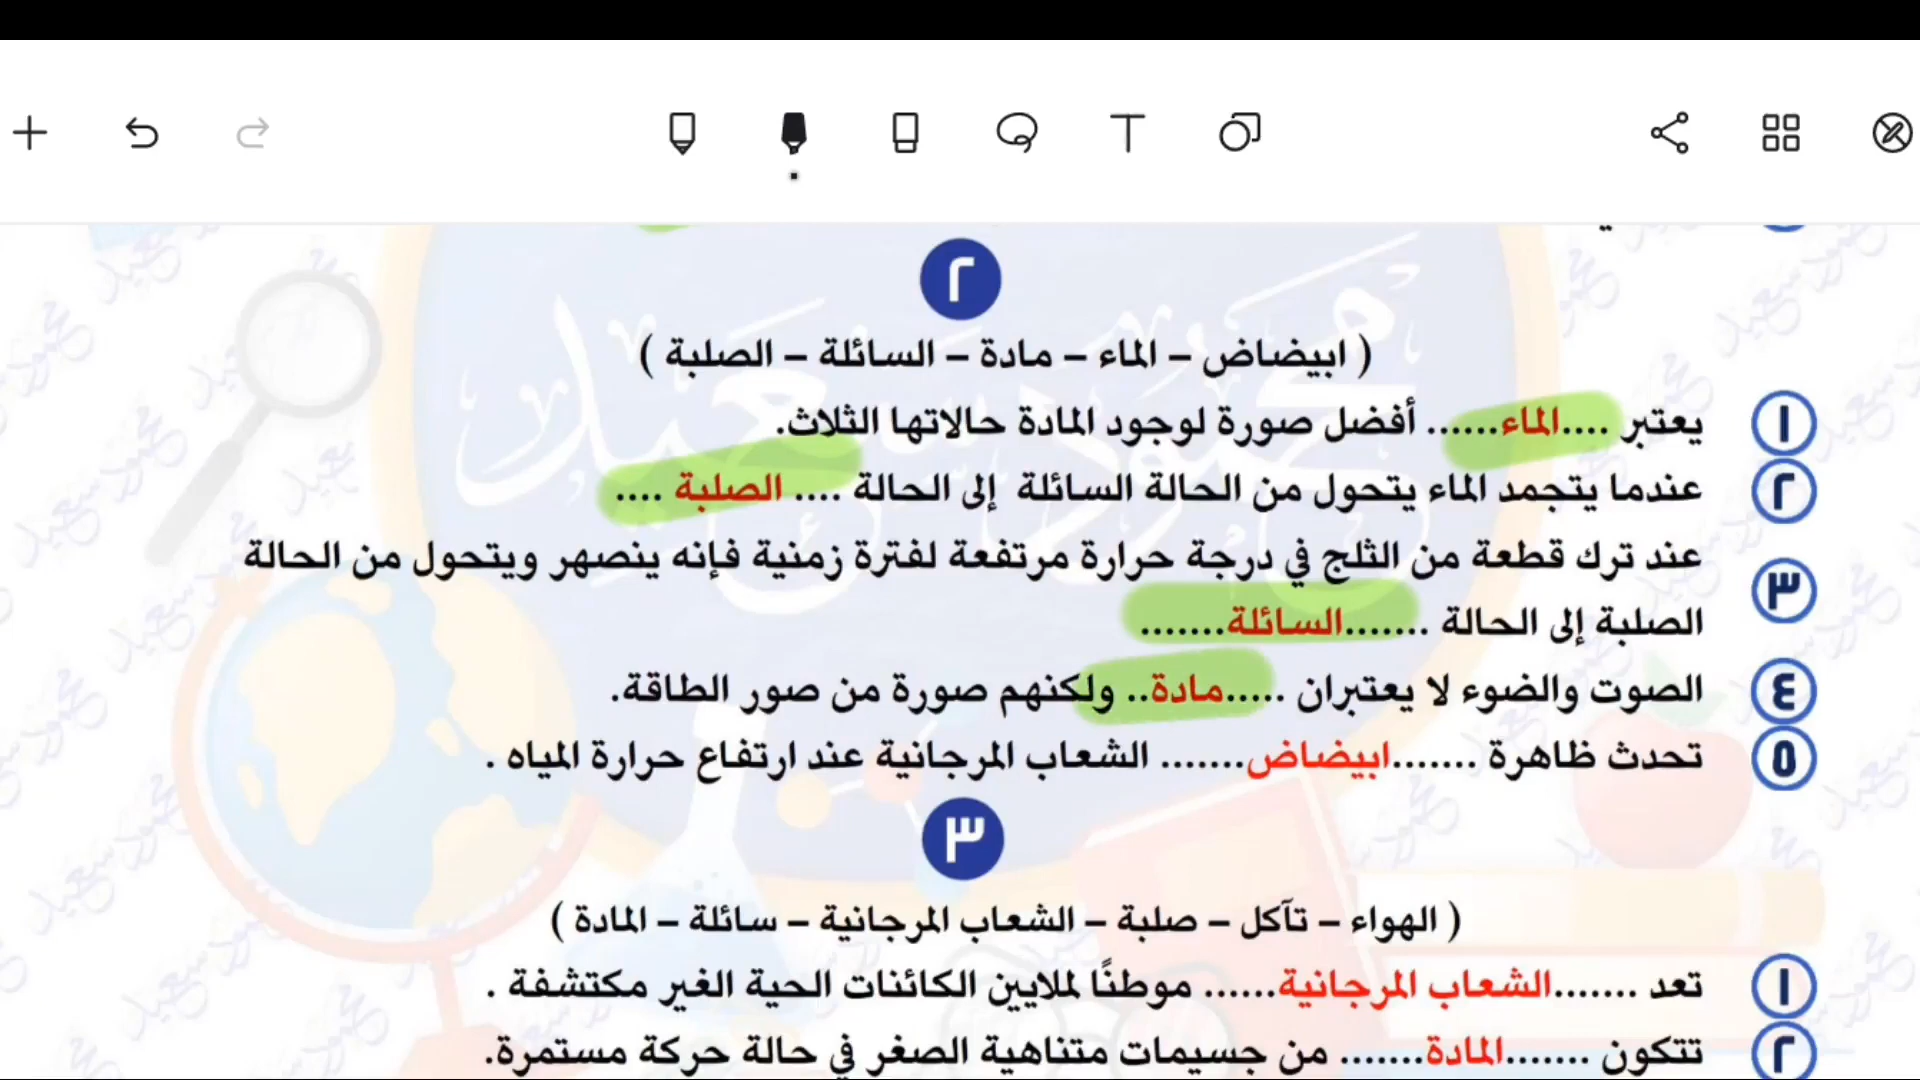 ٢
( ابيضاض – الماء – مادة – السائلة – الصلبة )
١ يعتبر ....الماء...... أفضل صورة لوجود المادة حالاتها الثلاث.
٢ عندما يتجمد الماء يتحول من الحالة السائلة إلى الحالة .... الصلبة ....
٣ عند ترك قطعة من الثلج في درجة حرارة مرتفعة لفترة زمنية فإنه ينصهر ويتحول من الحالة
الصلبة إلى الحالة .......السائلة.......
٤ الصوت والضوء لا يعتبران .....مادة.. ولكنهم صورة من صور الطاقة.
٥ تحدث ظاهرة .......ابيضاض....... الشعاب المرجانية عند ارتفاع حرارة المياه .
٣
( الهواء – تآكل – صلبة – الشعاب المرجانية – سائلة – المادة )
١ تعد .......الشعاب المرجانية...... موطنًا لملايين الكائنات الحية الغير مكتشفة .
٢ تتكون .......المادة....... من جسيمات متناهية الصغر في حالة حركة مستمرة.